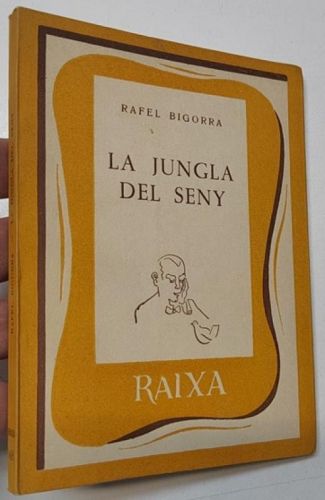 RAFEL BIGORRA
LA JUNGLA
DEL SENY
RAIXA